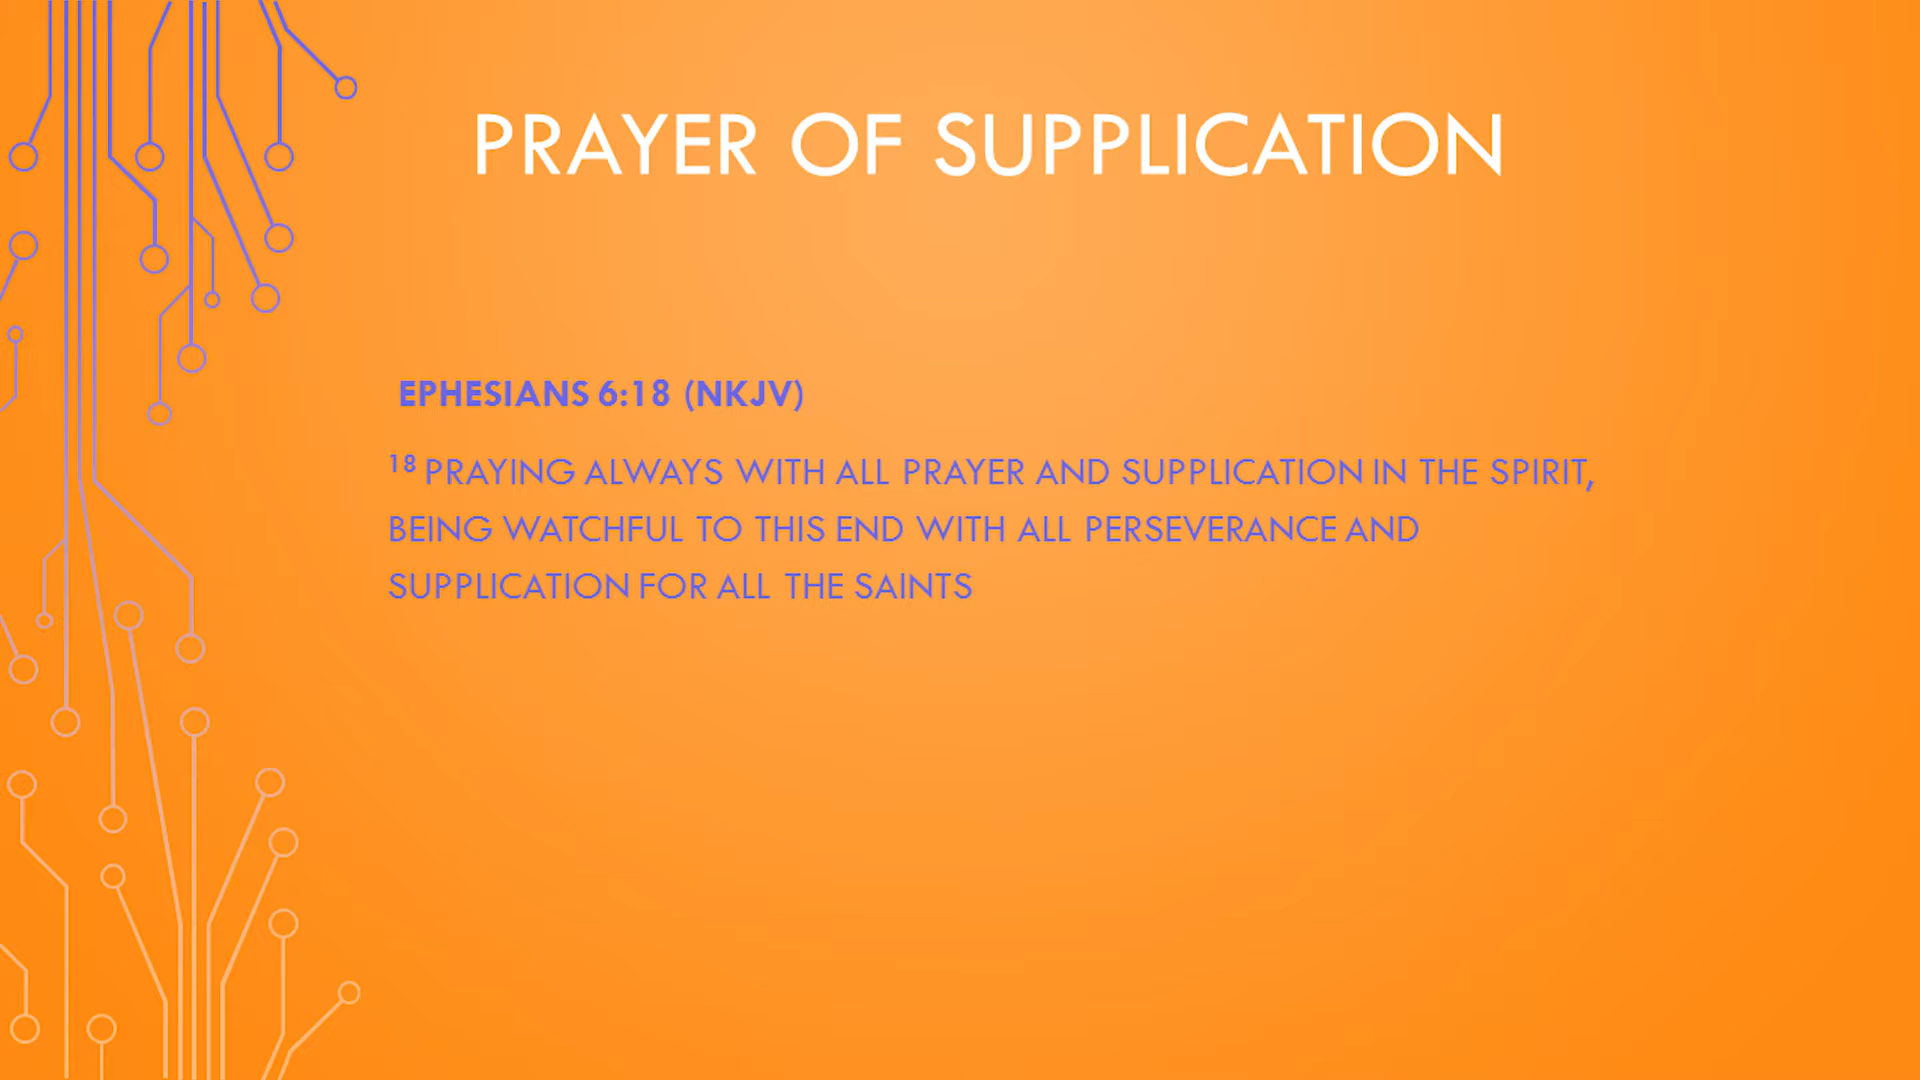 PRAYER OF SUPPLICATION
EPHESIANS 6:18 (NKJV)
18 PRAYING ALWAYS WITH ALL PRAYER AND SUPPLICATION IN THE SPIRIT,
BEING WATCHFUL TO THIS END WITH ALL PERSEVERANCE AND
SUPPLICATION FOR ALL THE SAINTS